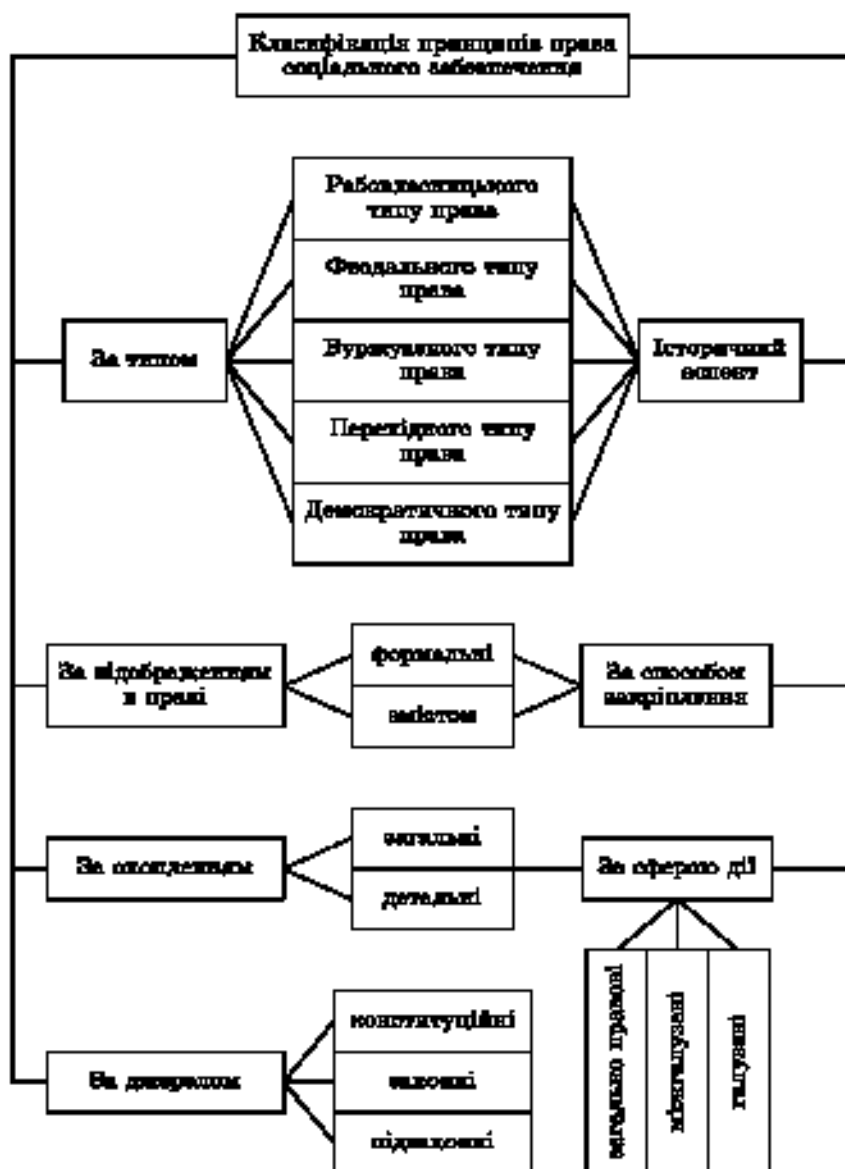 Класифікація принципів права
соціального забезпечення
Рабовласницького
типу права
Феодального типу
права
За типом
Буржуазного типу
права
Історичний
аспект
Перехідного типу
права
Демократичного типу
права
За відображенням
в праві
формальні
змістом
За способом
закріплення
За охопленням
загальні
детальні
За сферою дії
загально правові
міжгалузеві
галузеві
За джерелом
конституційні
законні
підзаконні